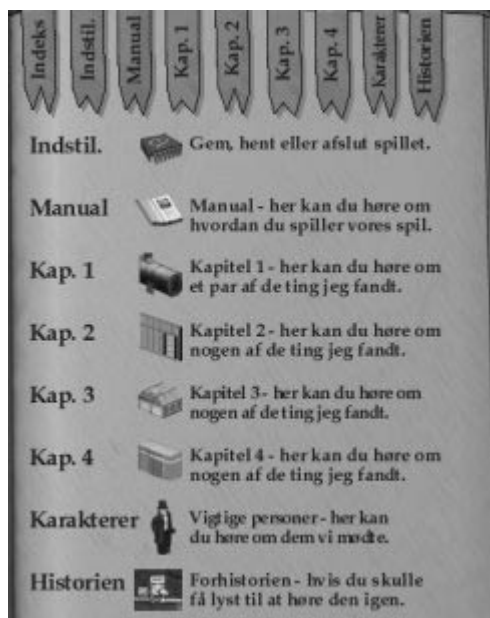 Indeks
Indstil.
Manual
Kap. 1
Kap. 2
Kap. 3
Kap. 4
Karakterer
Historien
Indstil.
Gem, hent eller afslut spillet.
Manual
Manual - her kan du høre om
hvordan du spiller vores spil.
Kap. 1
Kapitel 1 - her kan du høre om
et par af de ting jeg fandt.
Kap. 2
Kapitel 2 - her kan du høre om
nogen af de ting jeg fandt.
Kap. 3
Kapitel 3 - her kan du høre om
nogen af de ting jeg fandt.
Kap. 4
Kapitel 4 - her kan du høre om
nogen af de ting jeg fandt.
Karakterer
Vigtige personer - her kan
du høre om dem vi mødte.
Historien
Forhistorien - hvis du skulle
få lyst til at høre den igen.